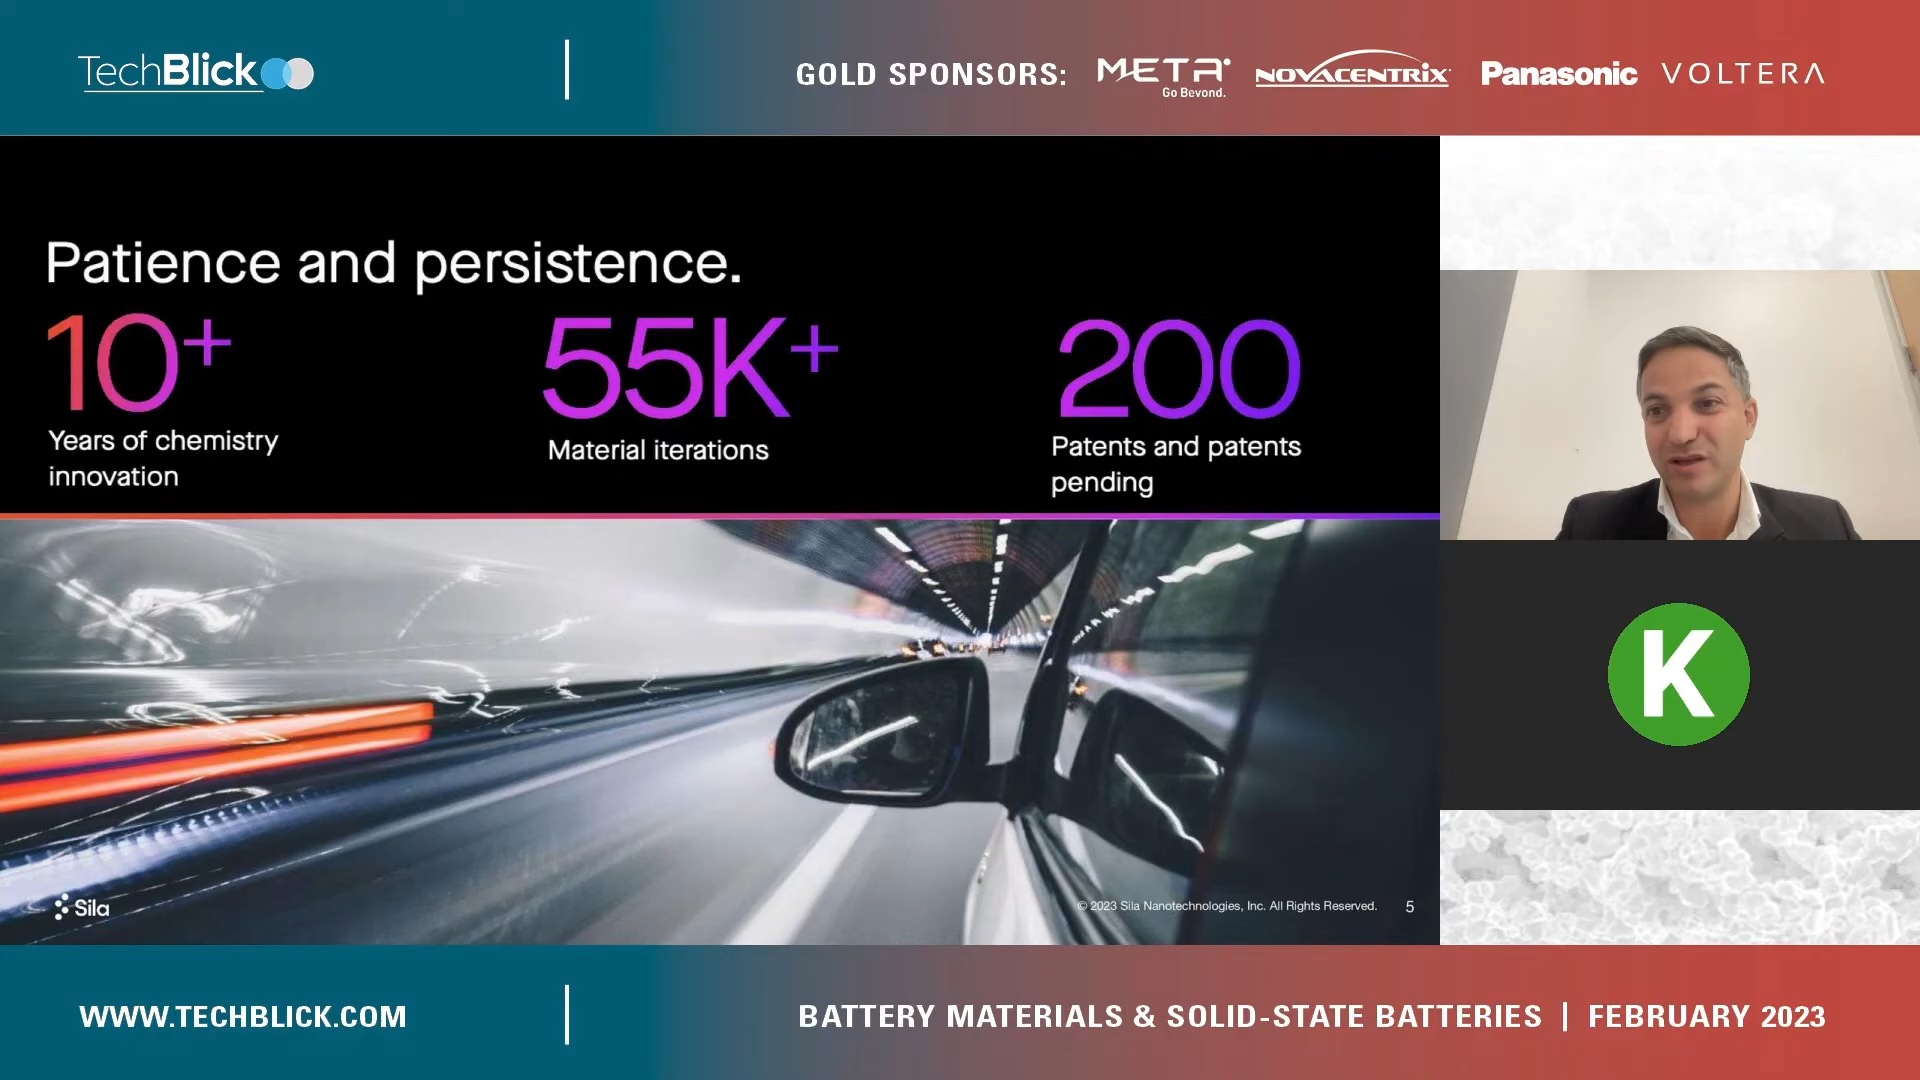 TechBlick
GOLD SPONSORS:
META
Go Beyond.
NOVACENTRIX
Panasonic
VOLTERA
Patience and persistence.
10+
Years of chemistry
innovation
55K+
Material iterations
200
Patents and patents
pending
K
Sila
© 2023 Sila Nanotechnologies, Inc. All Rights Reserved.
5
WWW.TECHBLICK.COM
BATTERY MATERIALS & SOLID-STATE BATTERIES | FEBRUARY 2023